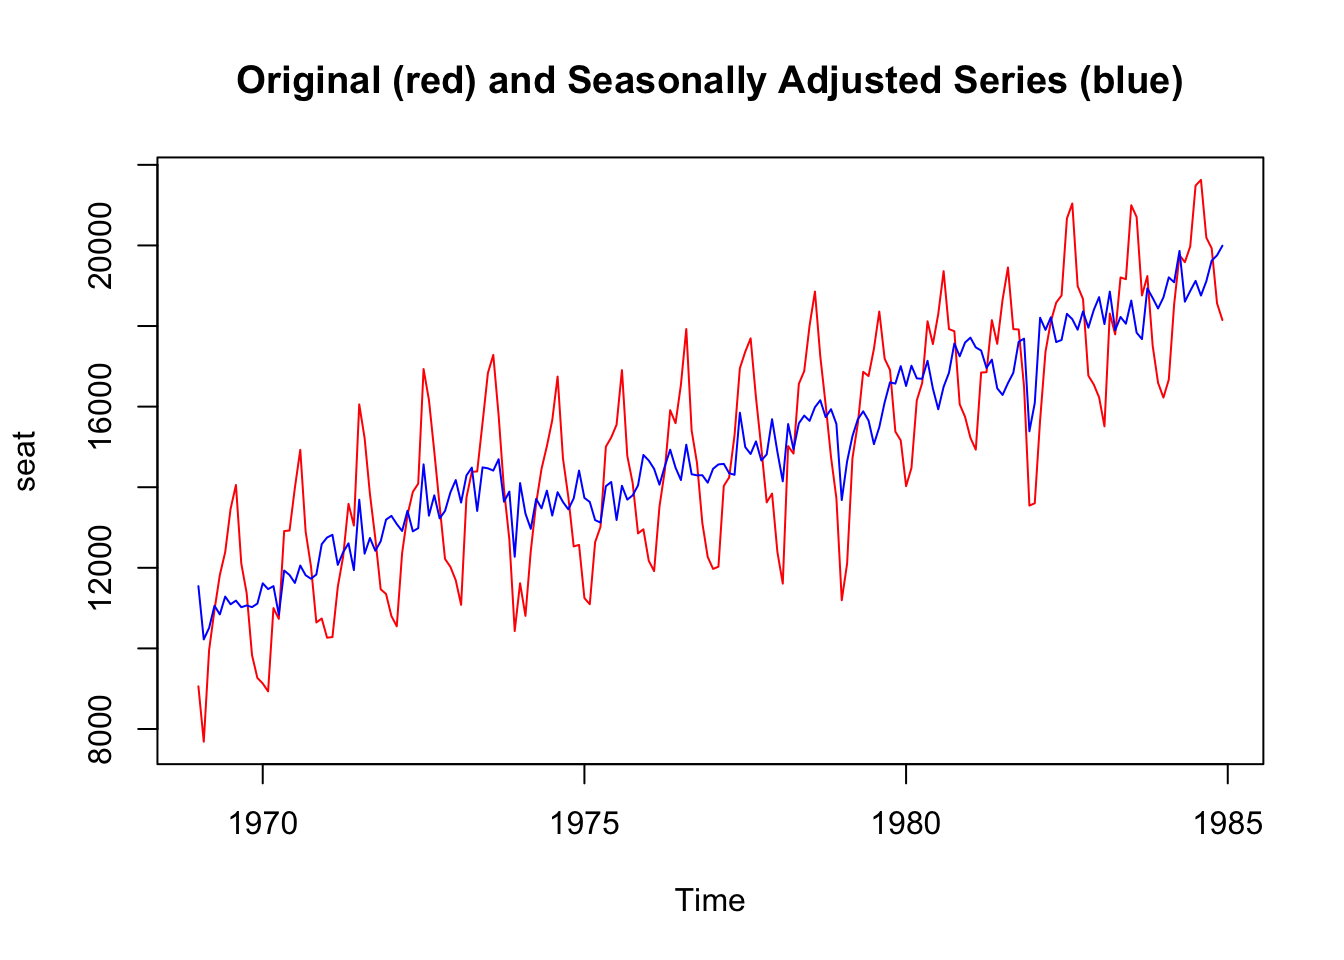 Original (red) and Seasonally Adjusted Series (blue)
seat
20000
16000
12000
8000
1970 1975 1980 1985
Time